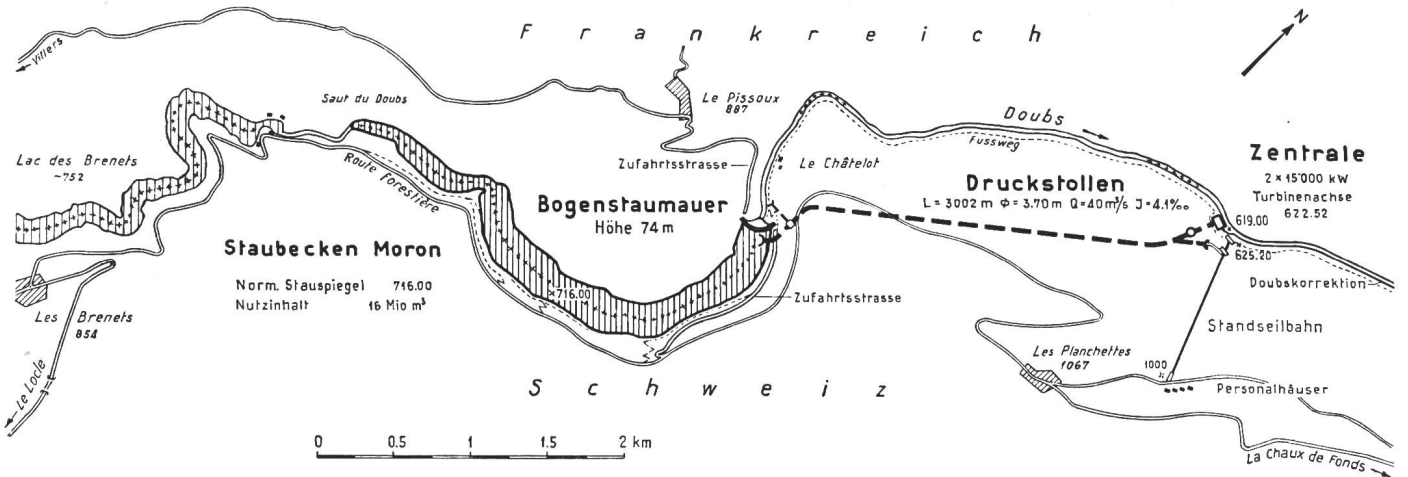 Frankreich
N
Villers
Saut du Doubs
Le Pissoux
887
Doubs
Fussweg
Lac des Brenets
~752
Route forestière
Zufahrtsstrasse
Le Châtelot
Zentrale
2 x 15'000 kW
Turbinenachse
622.52
Druckstollen
L = 3002 m Φ = 3.70 m Q = 40 m³/s J = 4.1‰
619.00
625.20
Bogenstaumauer
Höhe 74 m
Staubecken Moron
Norm. Stauspiegel 716.00
Nutzinhalt 16 Mio m³
716.00
Zufahrtsstrasse
Doubskorrektion
Les Brenets
854
Standseilbahn
Les Planchettes
1067
1000
Personalhäuser
Le Locle
Schweiz
0 0.5 1 1.5 2 km
La Chaux de Fonds